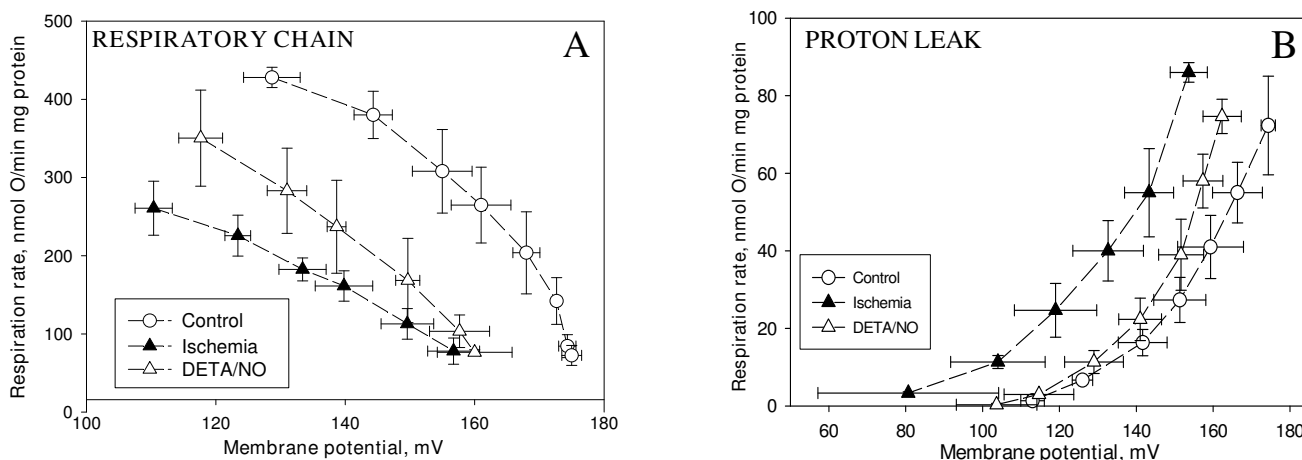 RESPIRATORY CHAIN
A
Respiration rate, nmol O/min mg protein
500
400
300
200
100
0
Control
Ischemia
DETA/NO
100
120
140
160
180
Membrane potential, mV
PROTON LEAK
B
Respiration rate, nmol O/min mg protein
100
80
60
40
20
0
Control
Ischemia
DETA/NO
60
80
100
120
140
160
180
Membrane potential, mV